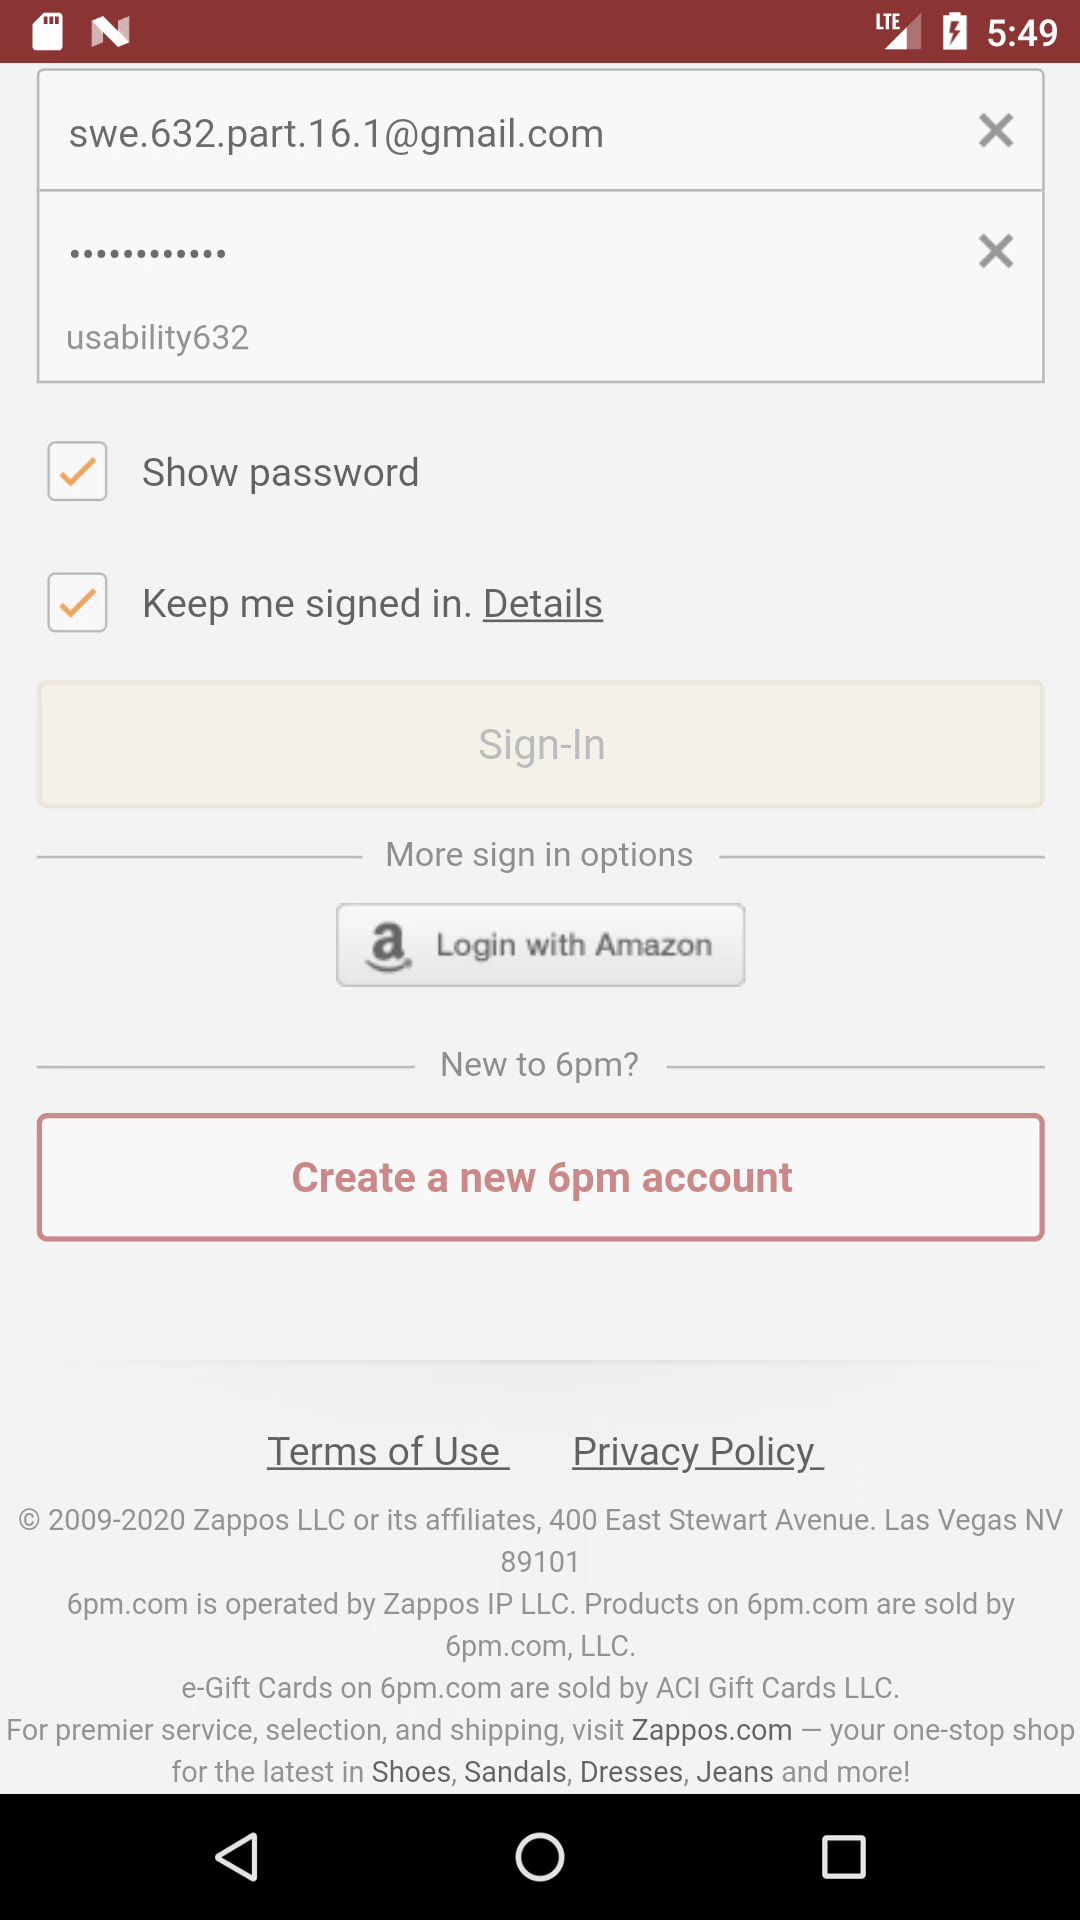 LTE 5:49
swe.632.part.16.1@gmail.com
••••••••••••
usability632
Show password
Keep me signed in. Details
Sign-In
More sign in options
a Login with Amazon
New to 6pm?
Create a new 6pm account
Terms of Use Privacy Policy
© 2009-2020 Zappos LLC or its affiliates, 400 East Stewart Avenue. Las Vegas NV
89101
6pm.com is operated by Zappos IP LLC. Products on 6pm.com are sold by
6pm.com, LLC.
e-Gift Cards on 6pm.com are sold by ACI Gift Cards LLC.
For premier service, selection, and shipping, visit Zappos.com — your one-stop shop
for the latest in Shoes, Sandals, Dresses, Jeans and more!